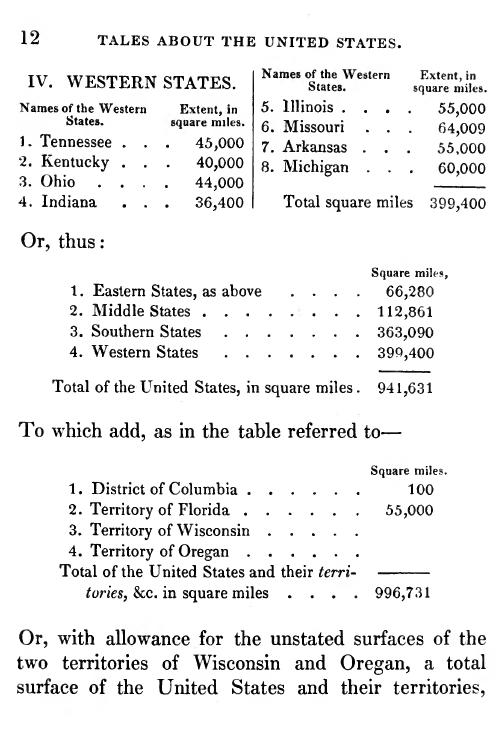 12 TALES ABOUT THE UNITED STATES.
IV. WESTERN STATES.
Names of the Western States. Extent, in square miles.
1. Tennessee . . . 45,000
2. Kentucky . . . 40,000
3. Ohio . . . . 44,000
4. Indiana . . . 36,400
Names of the Western States. Extent, in square miles.
5. Illinois . . . . 55,000
6. Missouri . . . 64,009
7. Arkansas . . . 55,000
8. Michigan . . . 60,000
Total square miles 399,400
Or, thus:
Square miles,
1. Eastern States, as above . . . . 66,280
2. Middle States . . . . . . . . 112,861
3. Southern States . . . . . . . 363,090
4. Western States . . . . . . . 399,400
Total of the United States, in square miles . 941,631
To which add, as in the table referred to—
Square miles.
1. District of Columbia . . . . . . 100
2. Territory of Florida . . . . . . 55,000
3. Territory of Wisconsin . . . . .
4. Territory of Oregan . . . . . .
Total of the United States and their terri-
tories, &c. in square miles . . . . 996,731
Or, with allowance for the unstated surfaces of the
two territories of Wisconsin and Oregan, a total
surface of the United States and their territories,